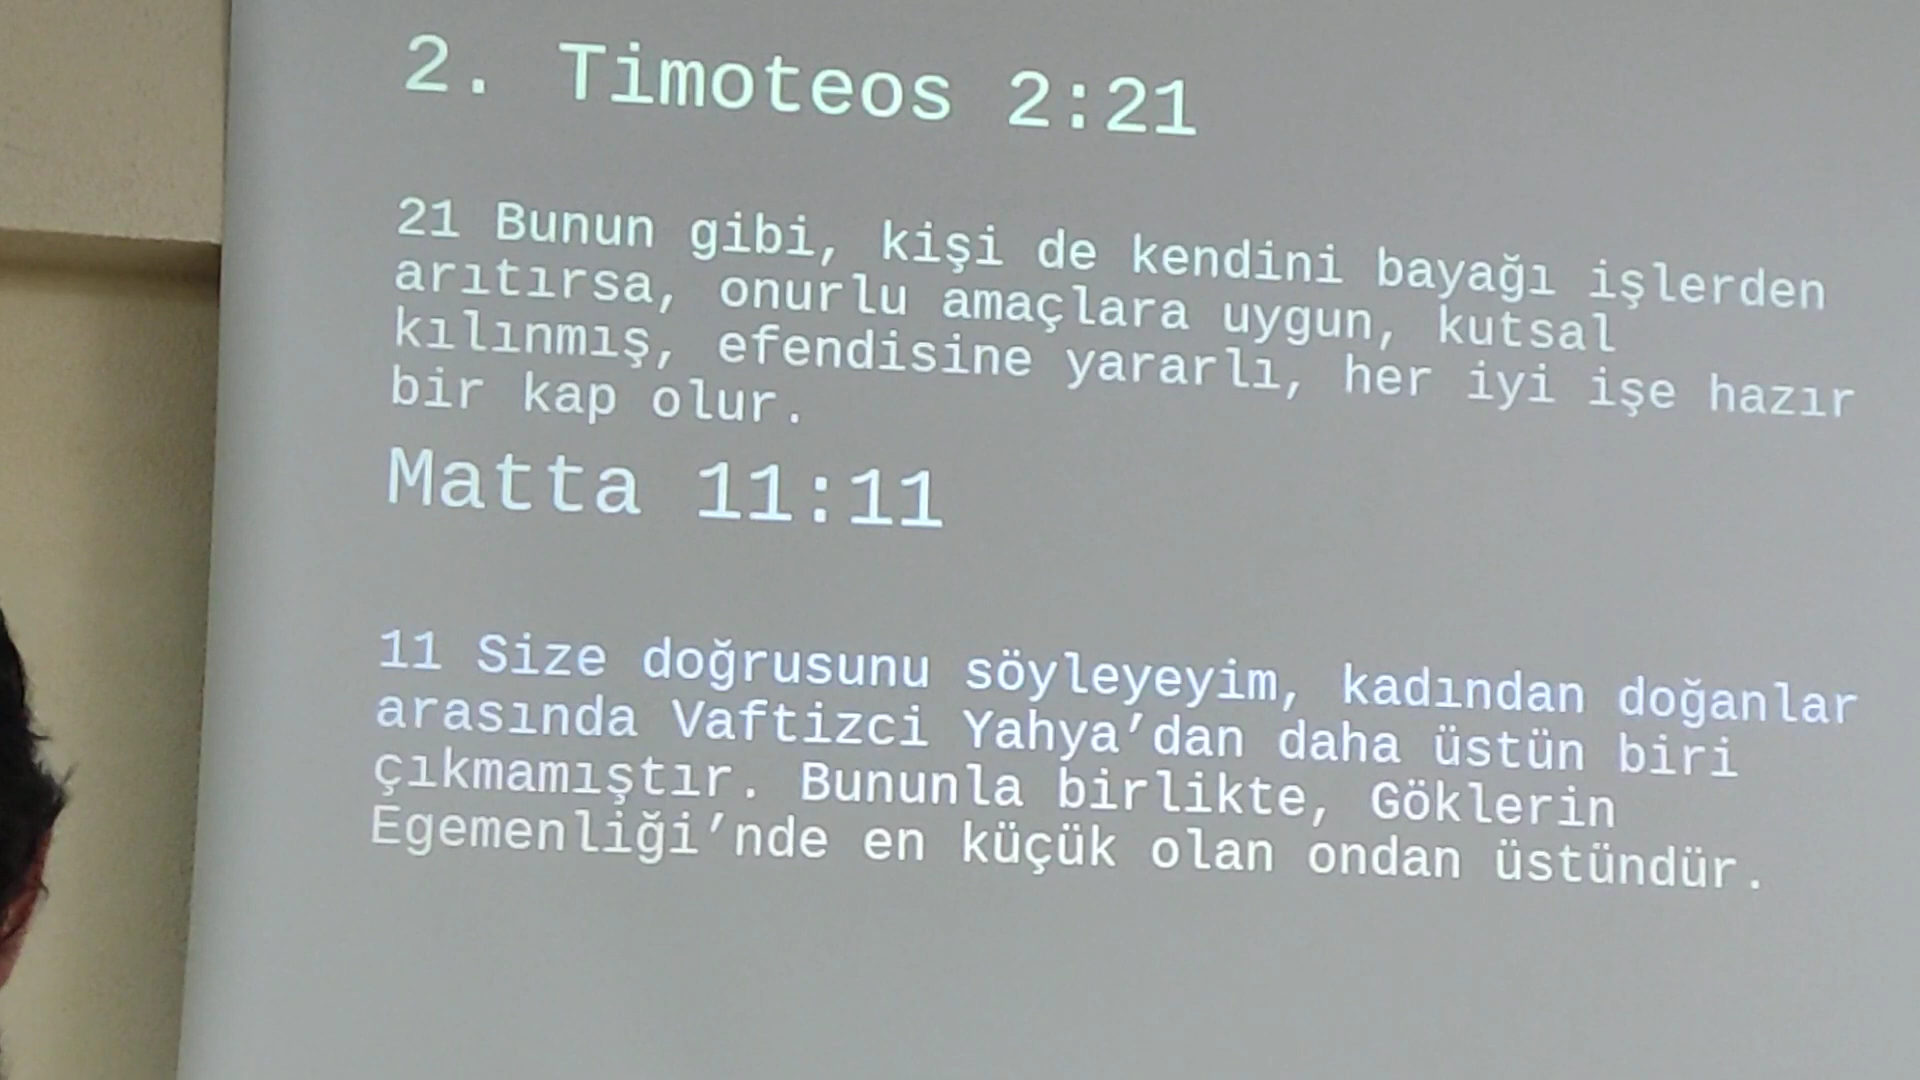 2. Timoteos 2:21
21 Bunun gibi, kişi de kendini bayağı işlerden
arıtırsa, onurlu amaçlara uygun, kutsal
kılınmış, efendisine yararlı, her iyi işe hazır
bir kap olur.
Matta 11:11
11 Size doğrusunu söyleyeyim, kadından doğanlar
arasında Vaftizci Yahya’dan daha üstün biri
çıkmamıştır. Bununla birlikte, Göklerin
Egemenliği’nde en küçük olan ondan üstündür.